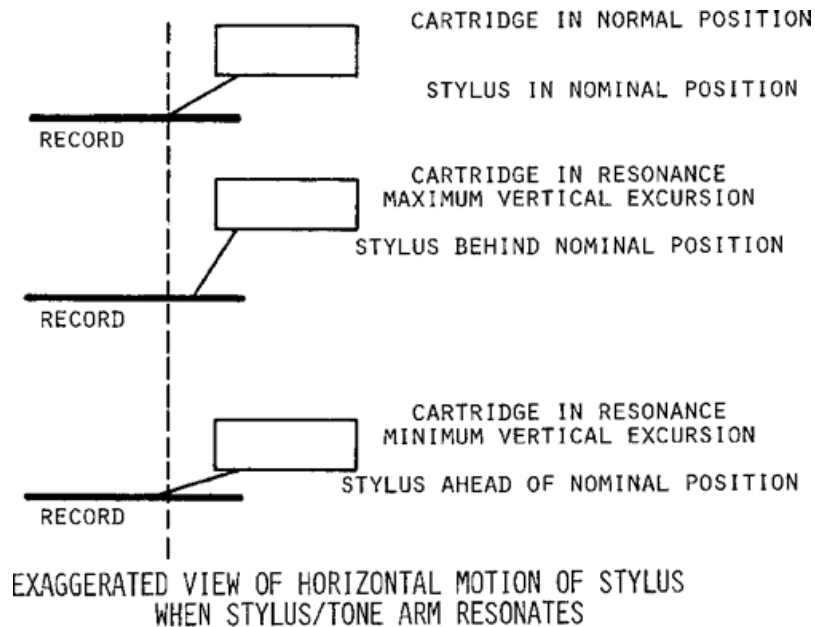 CARTRIDGE IN NORMAL POSITION
STYLUS IN NOMINAL POSITION
RECORD
CARTRIDGE IN RESONANCE
MAXIMUM VERTICAL EXCURSION
STYLUS BEHIND NOMINAL POSITION
RECORD
CARTRIDGE IN RESONANCE
MINIMUM VERTICAL EXCURSION
STYLUS AHEAD OF NOMINAL POSITION
RECORD
EXAGGERATED VIEW OF HORIZONTAL MOTION OF STYLUS
WHEN STYLUS/TONE ARM RESONATES